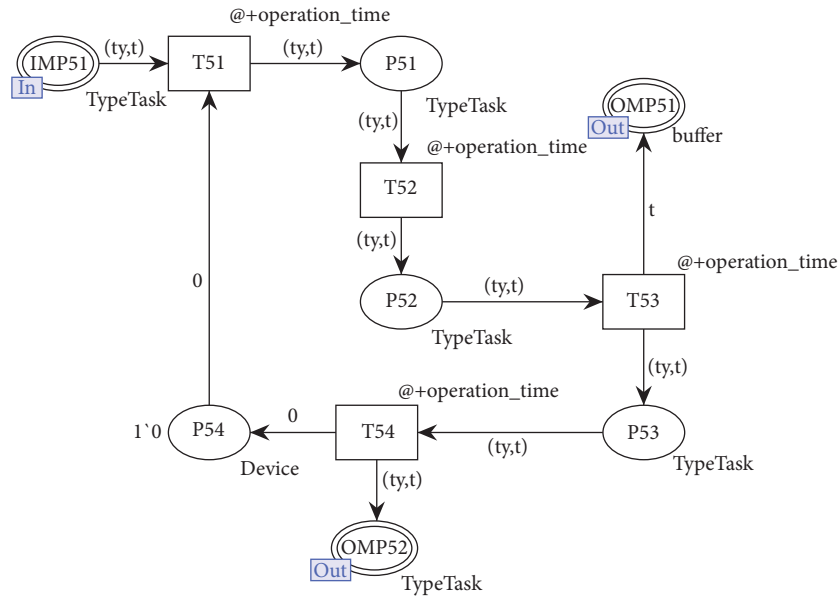 @+operation_time
IMP51
(ty,t)
T51
(ty,t)
P51
In
TypeTask
TypeTask
(ty,t)
OMP51
Out
buffer
@+operation_time
T52
t
(ty,t)
@+operation_time
0
P52
(ty,t)
T53
TypeTask
(ty,t)
@+operation_time
1`0
P54
0
T54
(ty,t)
P53
Device
TypeTask
(ty,t)
OMP52
Out
TypeTask